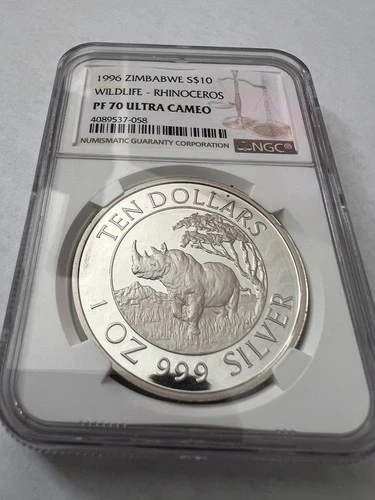 1996 ZIMBABWE S$10
WILDLIFE - RHINOCEROS
PF 70 ULTRA CAMEO
4089537-058
NUMISMATIC GUARANTY CORPORATION
NGC®
TEN DOLLARS
1 OZ 999 SILVER